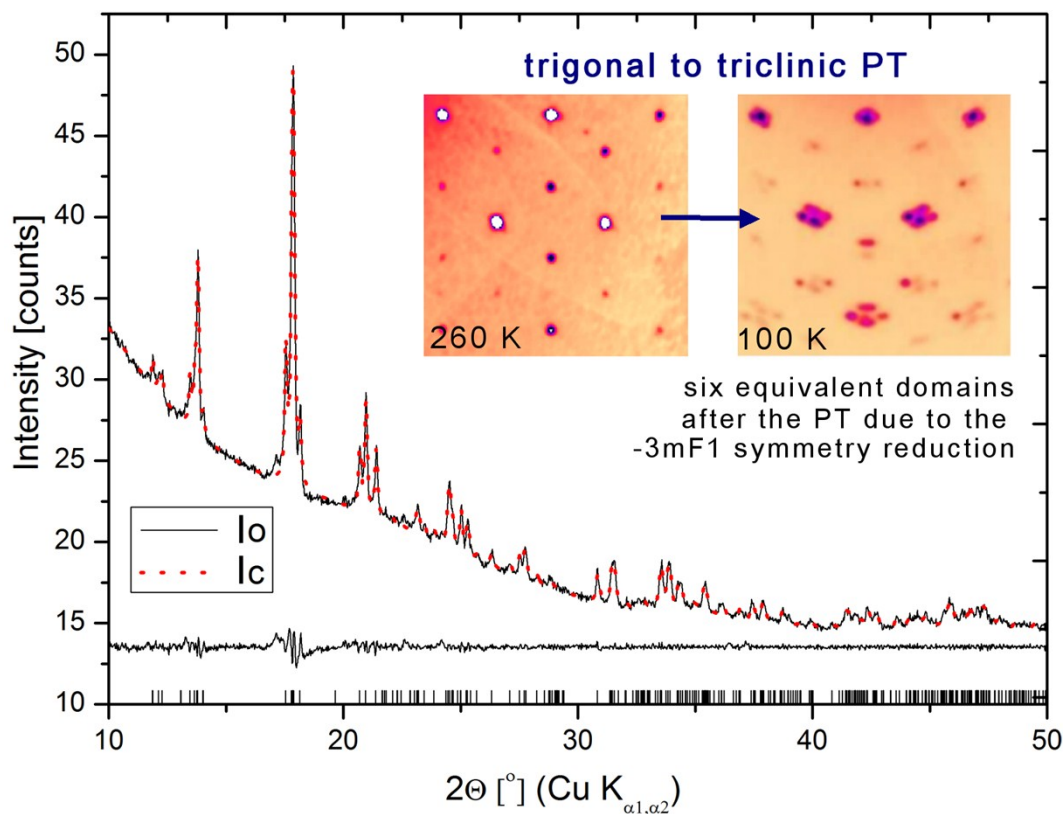 trigonal to triclinic PT
260 K
100 K
six equivalent domains
after the PT due to the
-3mF1 symmetry reduction
Io
Ic
Intensity [counts]
50
45
40
35
30
25
20
15
10
10 20 30 40 50
2Θ [°] (Cu Kα1,α2)